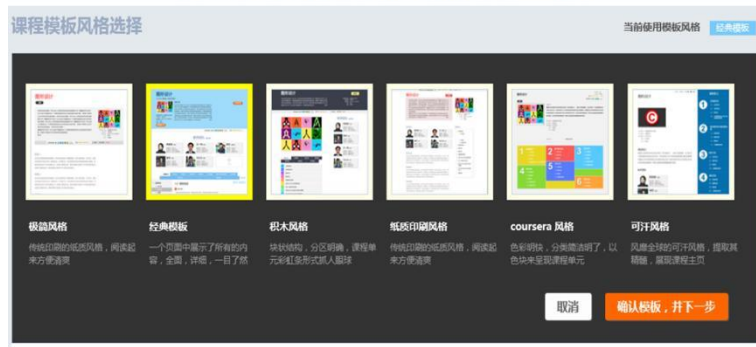 课程模板风格选择
当前使用模板风格 经典模板
极简风格
传统印刷的纸质风格，阅读起
来方便清爽
经典模板
一个页面中展示了所有的内
容，全面，详细，一目了然
积木风格
块状结构，分区明确，课程单
元彩虹条形式抓人眼球
纸质印刷风格
传统印刷的纸质风格，阅读起
来方便清爽
coursera 风格
色彩明快，分类简洁明了，以
色块来呈现课程单元
可汗风格
风靡全球的可汗风格，提取其
精髓，展现课程主页
取消
确认模板，并下一步